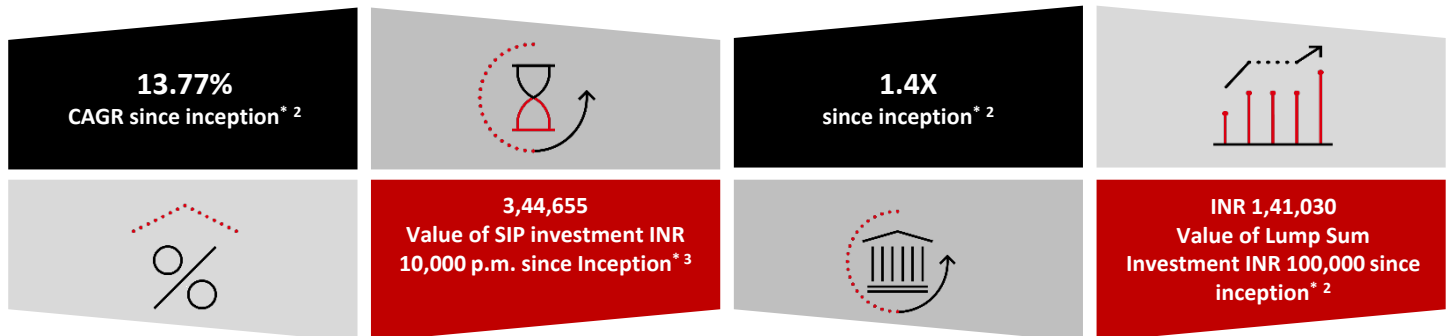 13.77%
CAGR since inception* 2
1.4X
since inception* 2
3,44,655
Value of SIP investment INR
10,000 p.m. since Inception* 3
INR 1,41,030
Value of Lump Sum
Investment INR 100,000 since
inception* 2